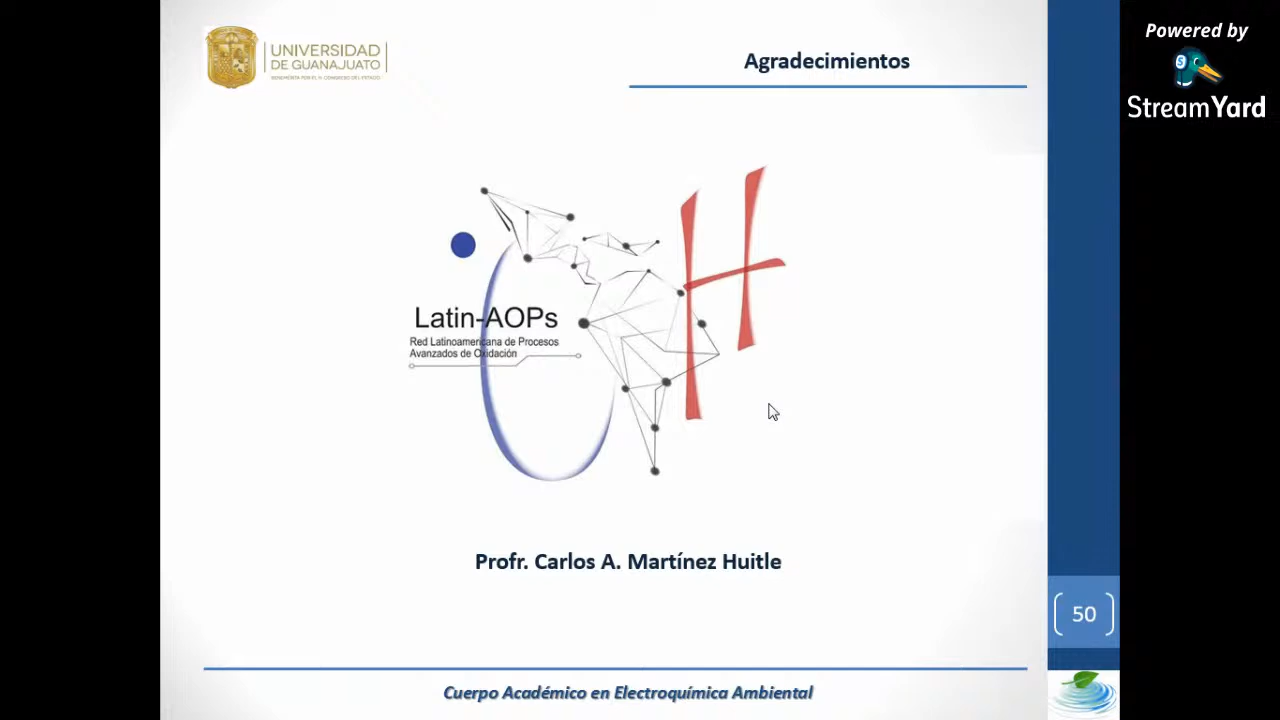 UNIVERSIDAD
DE GUANAJUATO
Agradecimientos
Powered by
StreamYard
H
Latin-AOPs
Red Latinoamericana de Procesos
Avanzados de Oxidación
Profr. Carlos A. Martínez Huitle
50
Cuerpo Académico en Electroquímica Ambiental